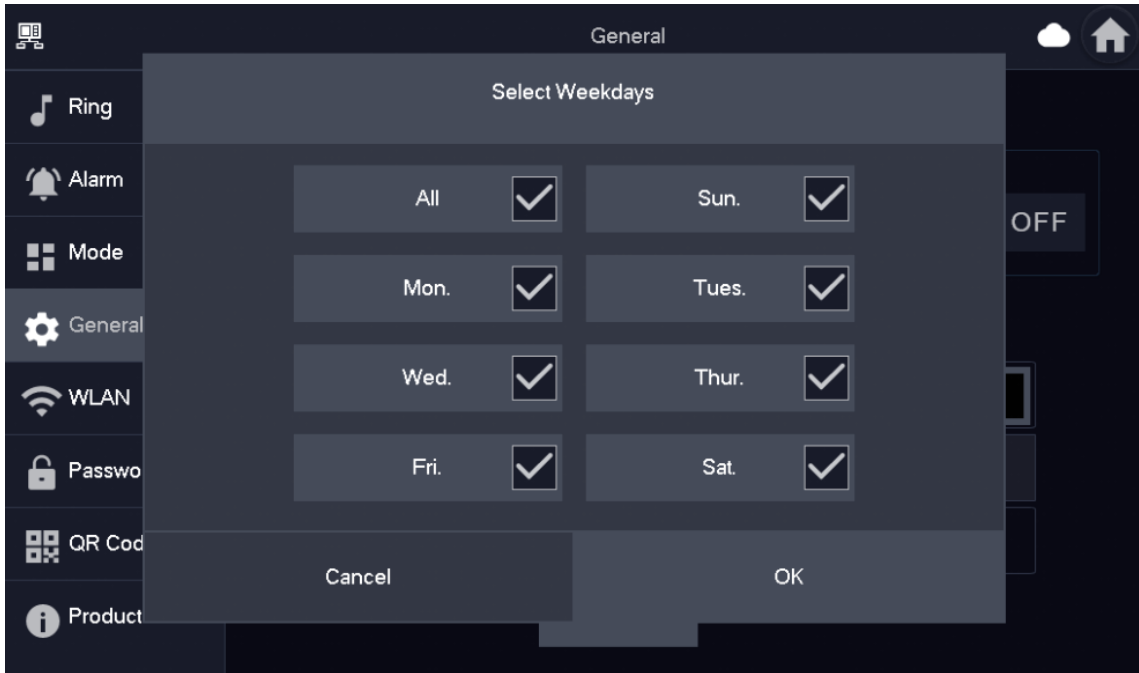 General
Select Weekdays
Ring
Alarm
Mode
General
WLAN
Passwo
QR Cod
Product
All
Sun.
Mon.
Tues.
Wed.
Thur.
Fri.
Sat.
OFF
Cancel
OK